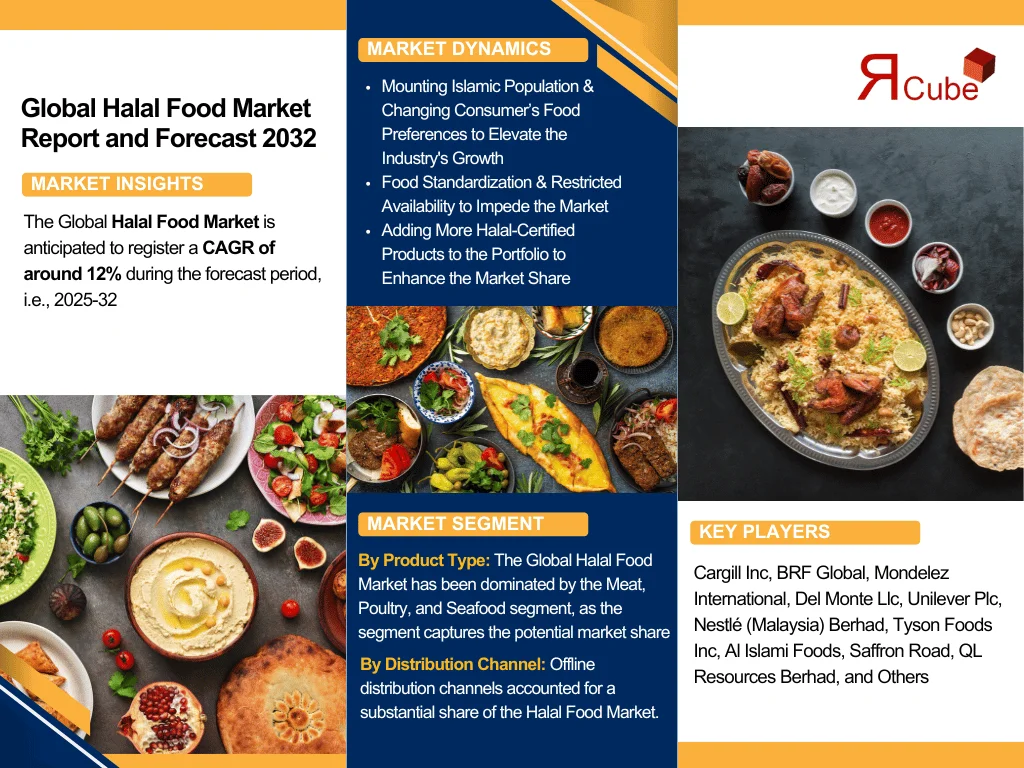 Global Halal Food Market
Report and Forecast 2032
MARKET INSIGHTS
The Global Halal Food Market is
anticipated to register a CAGR of
around 12% during the forecast period,
i.e., 2025-32
MARKET DYNAMICS
• Mounting Islamic Population &
Changing Consumer's Food
Preferences to Elevate the
Industry's Growth
• Food Standardization & Restricted
Availability to Impede the Market
• Adding More Halal-Certified
Products to the Portfolio to
Enhance the Market Share
MARKET SEGMENT
By Product Type: The Global Halal Food
Market has been dominated by the Meat,
Poultry, and Seafood segment, as the
segment captures the potential market share
By Distribution Channel: Offline
distribution channels accounted for a
substantial share of the Halal Food Market.
ЯCube
KEY PLAYERS
Cargill Inc, BRF Global, Mondelez
International, Del Monte Llc, Unilever Plc,
Nestlé (Malaysia) Berhad, Tyson Foods
Inc, Al Islami Foods, Saffron Road, QL
Resources Berhad, and Others